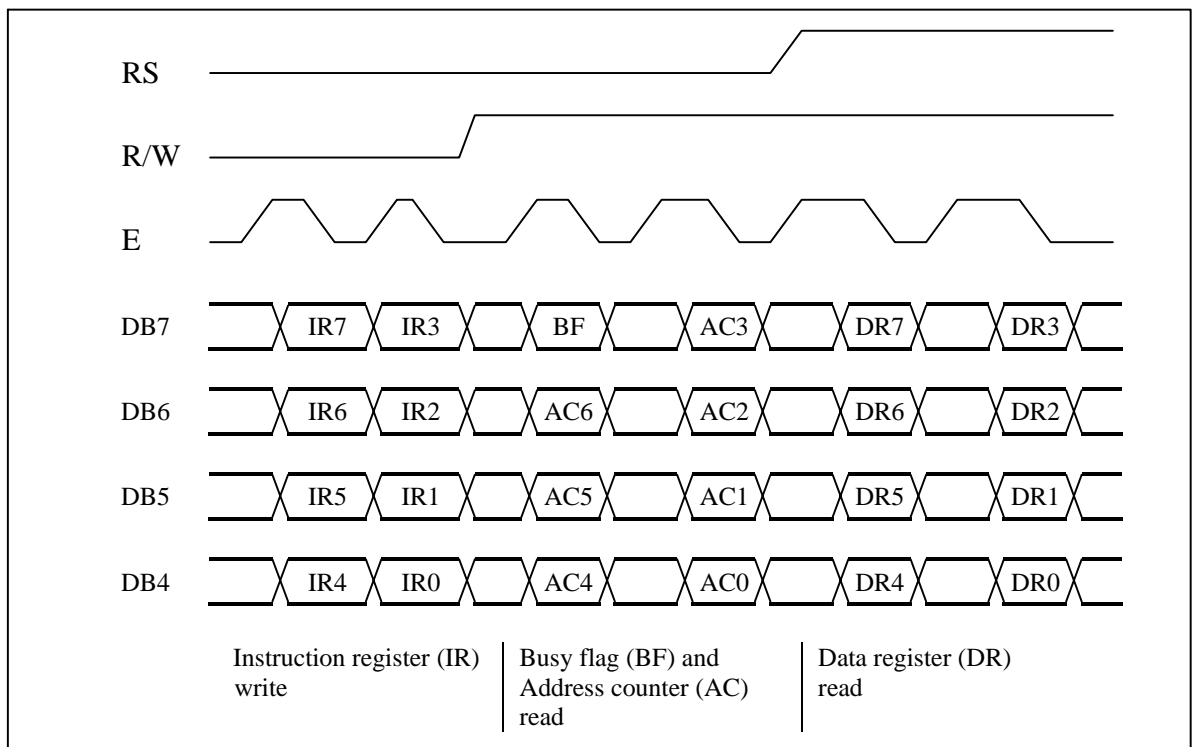 RS
R/W
E
DB7 IR7 IR3 BF AC3 DR7 DR3
DB6 IR6 IR2 AC6 AC2 DR6 DR2
DB5 IR5 IR1 AC5 AC1 DR5 DR1
DB4 IR4 IR0 AC4 AC0 DR4 DR0
Instruction register (IR)
write
Busy flag (BF) and
Address counter (AC)
read
Data register (DR)
read